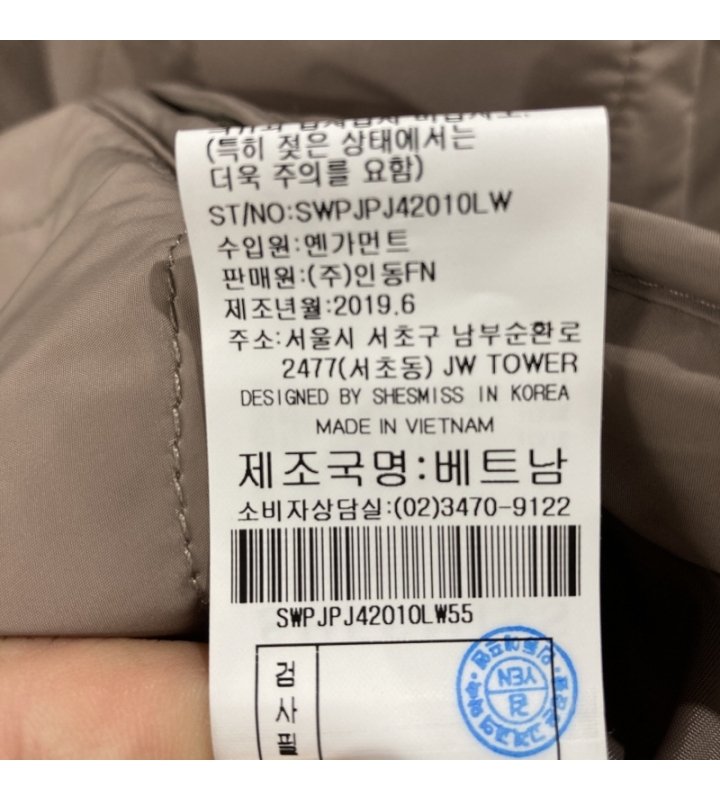 (특히 젖은 상태에서는
더욱 주의를 요함)
ST/NO:SWPJPJ42010LW
수입원:옌가먼트
판매원:(주)인동FN
제조년월:2019.6
주소:서울시 서초구 남부순환로
2477(서초동) JW TOWER
DESIGNED BY SHESMISS IN KOREA
MADE IN VIETNAM
제조국명:베트남
소비자상담실:(02)3470-9122
SWPJPJ42010LW55
검
사
필
YEN